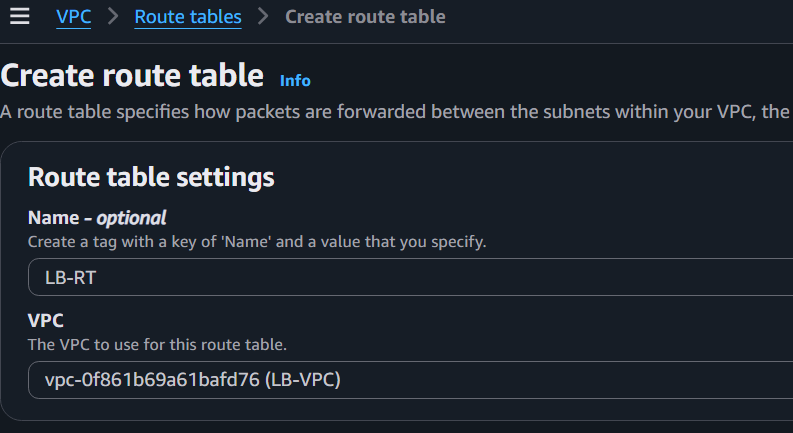 VPC > Route tables > Create route table
Create route table Info
A route table specifies how packets are forwarded between the subnets within your VPC, the
Route table settings
Name – optional
Create a tag with a key of 'Name' and a value that you specify.
LB-RT
VPC
The VPC to use for this route table.
vpc-0f861b69a61bafd76 (LB-VPC)